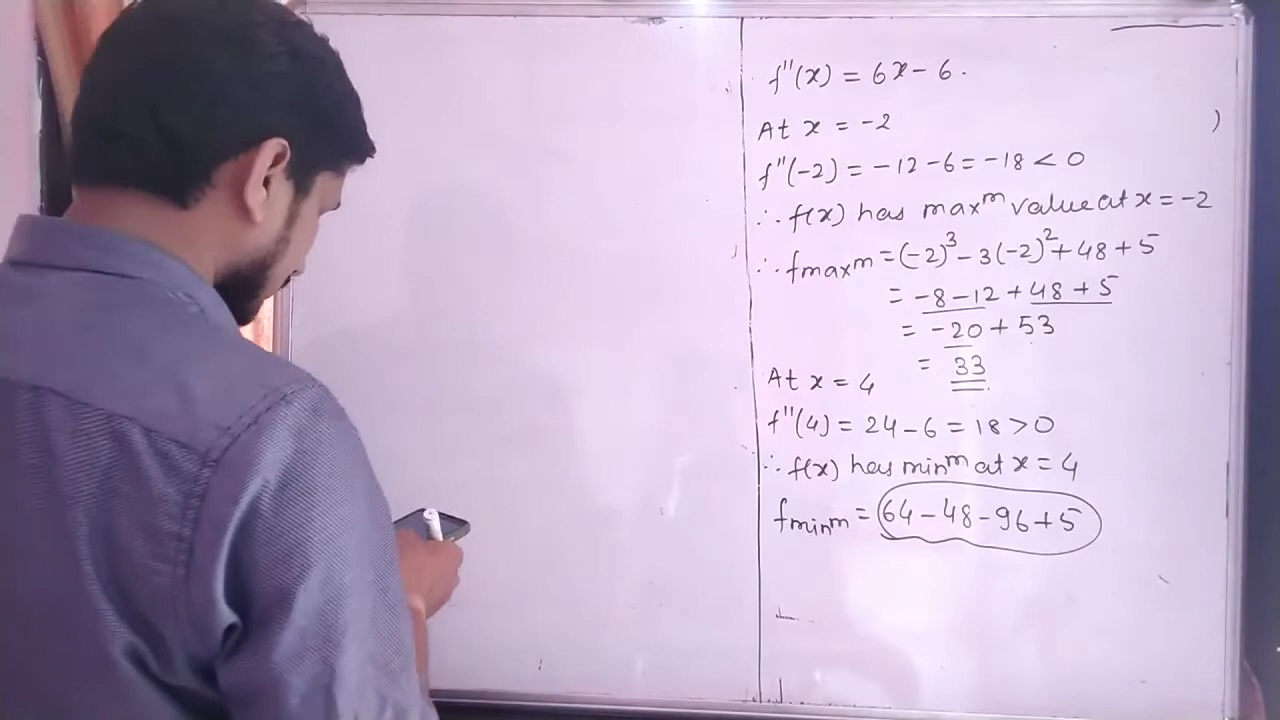 f''(x) = 6x - 6.
At x = -2
f''(-2) = -12 - 6 = -18 < 0
∴ f(x) has maxᵐ value at x = -2
∴ fmaxm = (-2)³ - 3(-2)² + 48 + 5
= -8 - 12 + 48 + 5
= -20 + 53
= 33
At x = 4
f''(4) = 24 - 6 = 18 > 0
∴ f(x) has minᵐ at x = 4
fminm = 64 - 48 - 96 + 5